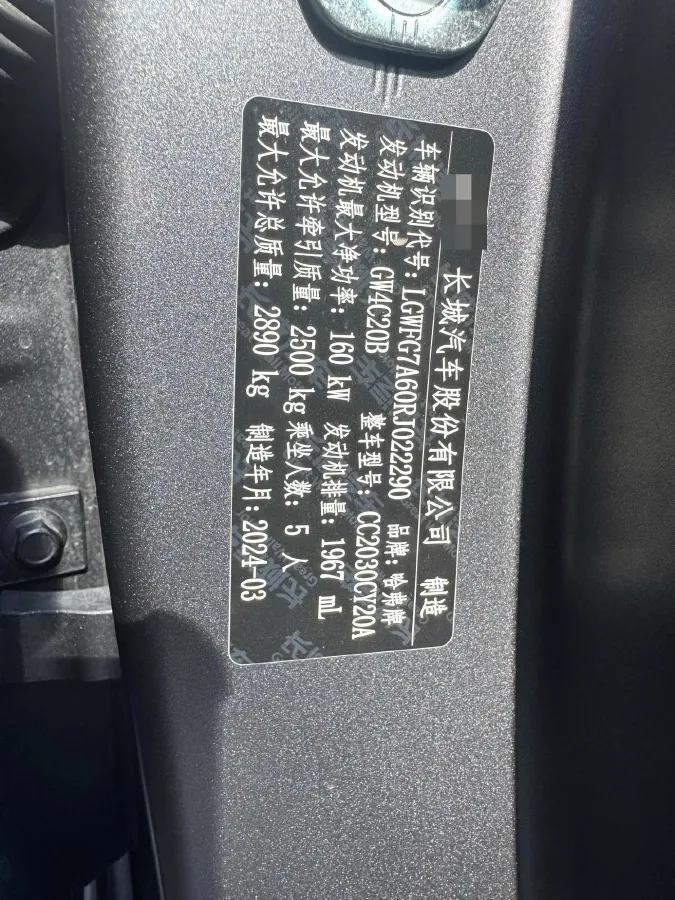 长城汽车股份有限公司 制造
车辆识别代号：LGWFG7A60RJ022290 品牌：哈弗牌
发动机型号：GW4C20B 整车型号：CC2030CY20A
发动机最大净功率：160 kW 发动机排量：1967 mL
最大允许牵引质量：2500 kg 乘坐人数：5 人
最大允许总质量：2890 kg 制造年月：2024-03